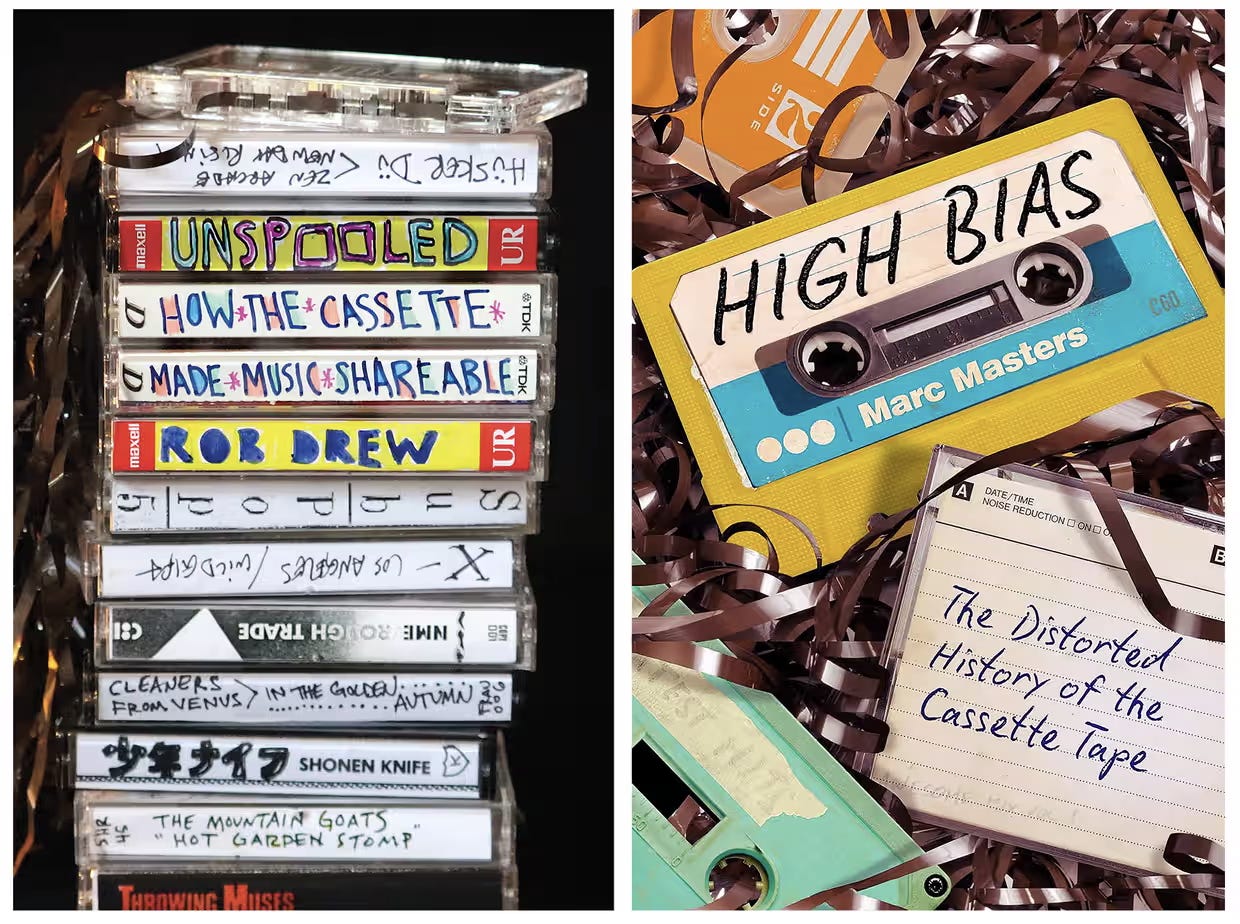 HÜSKER DÜ < ZEN ARCADE
NEW DAY RISING
maxell UNSPOOLED UR
D HOW*THE*CASSETTE* TDK
D MADE*MUSIC*SHAREABLE TDK
maxell ROB DREW UR
Subpop 5
X – LOS ANGELES / WILD GIFT
NME ROUGH TRADE C81
CLEANERS FROM VENUS > IN THE GOLDEN AUTUMN
少年ナイフ SHONEN KNIFE
THE MOUNTAIN GOATS
"HOT GARDEN STOMP"
SHR
THROWING MUSES
SIDE 2
HIGH BIAS
C60
Marc Masters
A DATE/TIME
NOISE REDUCTION □ ON □
B
The Distorted
History of the
Cassette Tape